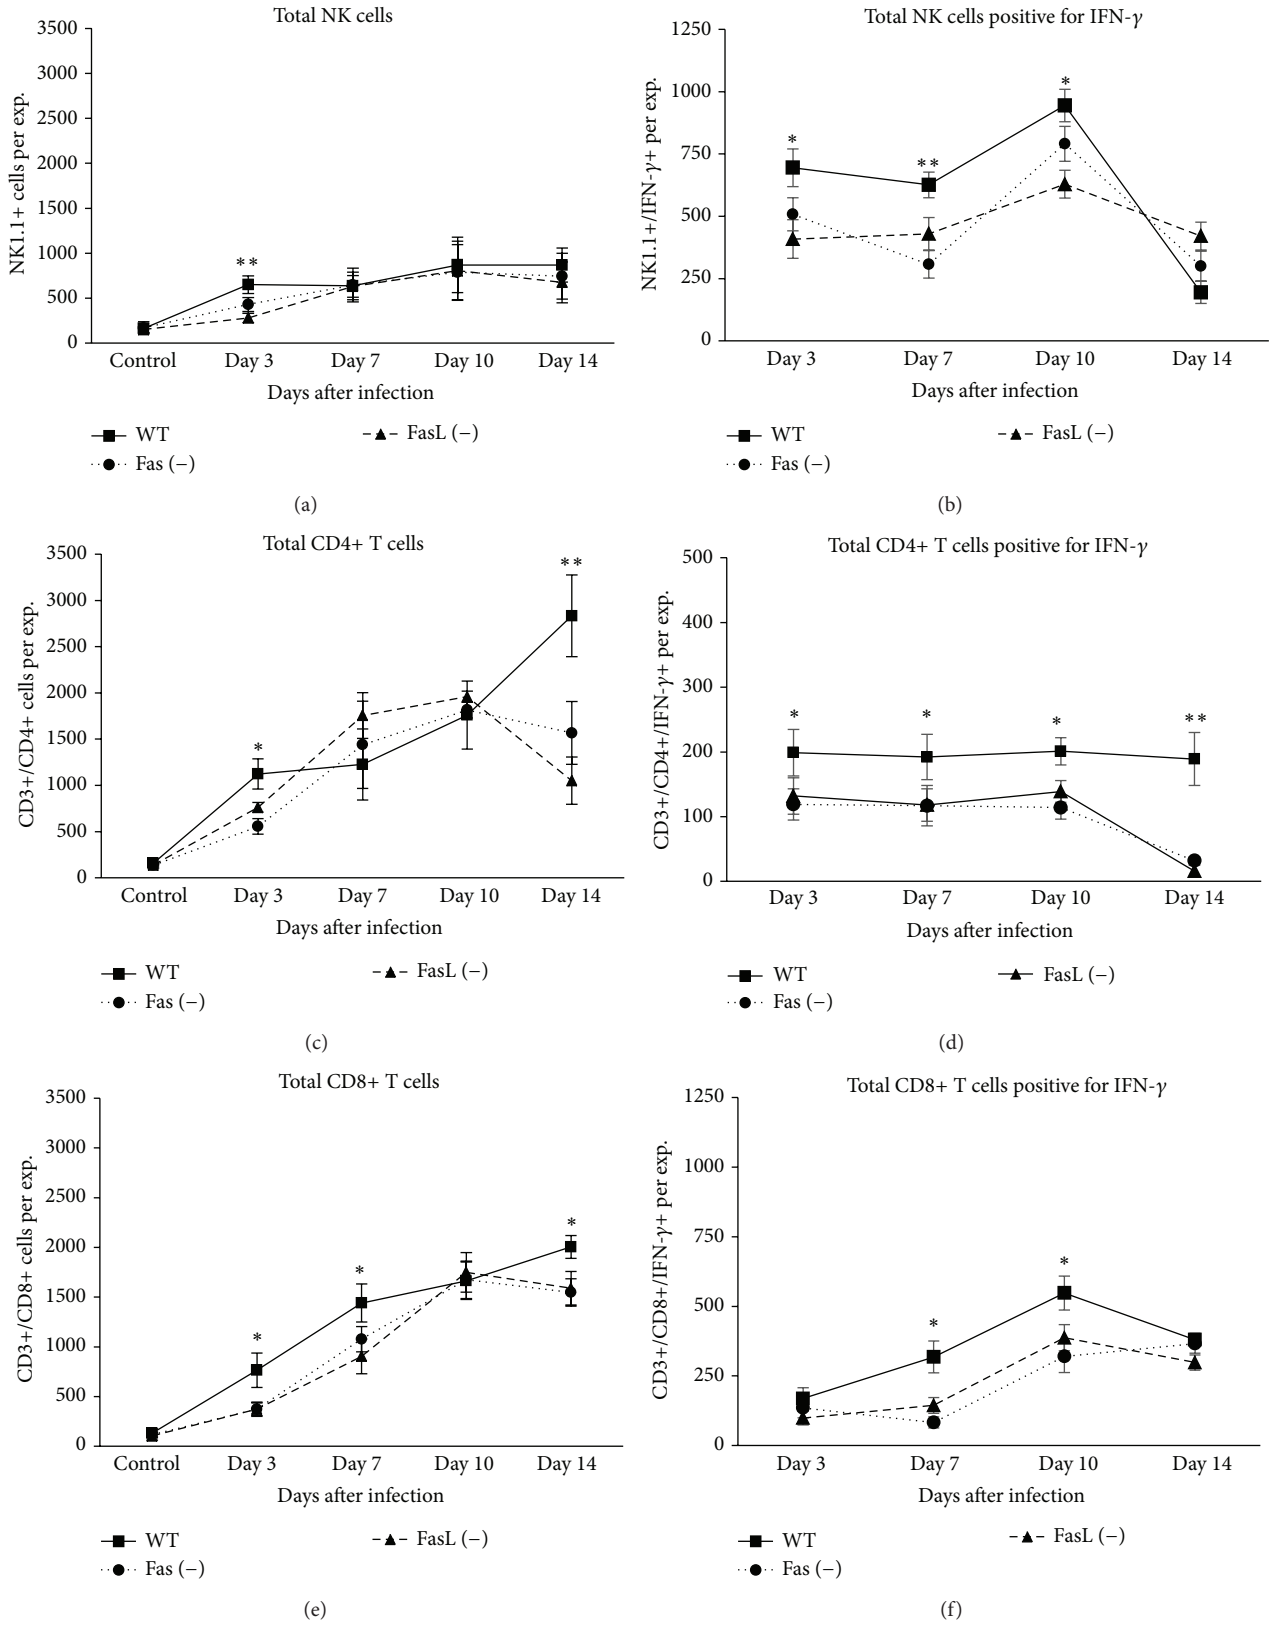 Total NK cells
NK1.1+ cells per exp.
3500
3000
2500
2000
1500
1000
500
0
**
Control Day 3 Day 7 Day 10 Day 14
Days after infection
WT
Fas (−)
FasL (−)
(a)
Total NK cells positive for IFN-γ
NK1.1+/IFN-γ+ per exp.
1250
1000
750
500
250
0
*
**
*
Day 3 Day 7 Day 10 Day 14
Days after infection
WT
Fas (−)
FasL (−)
(b)
Total CD4+ T cells
CD3+/CD4+ cells per exp.
3500
3000
2500
2000
1500
1000
500
0
*
**
Control Day 3 Day 7 Day 10 Day 14
Days after infection
WT
Fas (−)
FasL (−)
(c)
Total CD4+ T cells positive for IFN-γ
CD3+/CD4+/IFN-γ+ per exp.
500
400
300
200
100
0
*
*
*
**
Day 3 Day 7 Day 10 Day 14
Days after infection
WT
Fas (−)
FasL (−)
(d)
Total CD8+ T cells
CD3+/CD8+ cells per exp.
3500
3000
2500
2000
1500
1000
500
0
*
*
*
Control Day 3 Day 7 Day 10 Day 14
Days after infection
WT
Fas (−)
FasL (−)
(e)
Total CD8+ T cells positive for IFN-γ
CD3+/CD8+/IFN-γ+ per exp.
1250
1000
750
500
250
0
*
*
Day 3 Day 7 Day 10 Day 14
Days after infection
WT
Fas (−)
FasL (−)
(f)